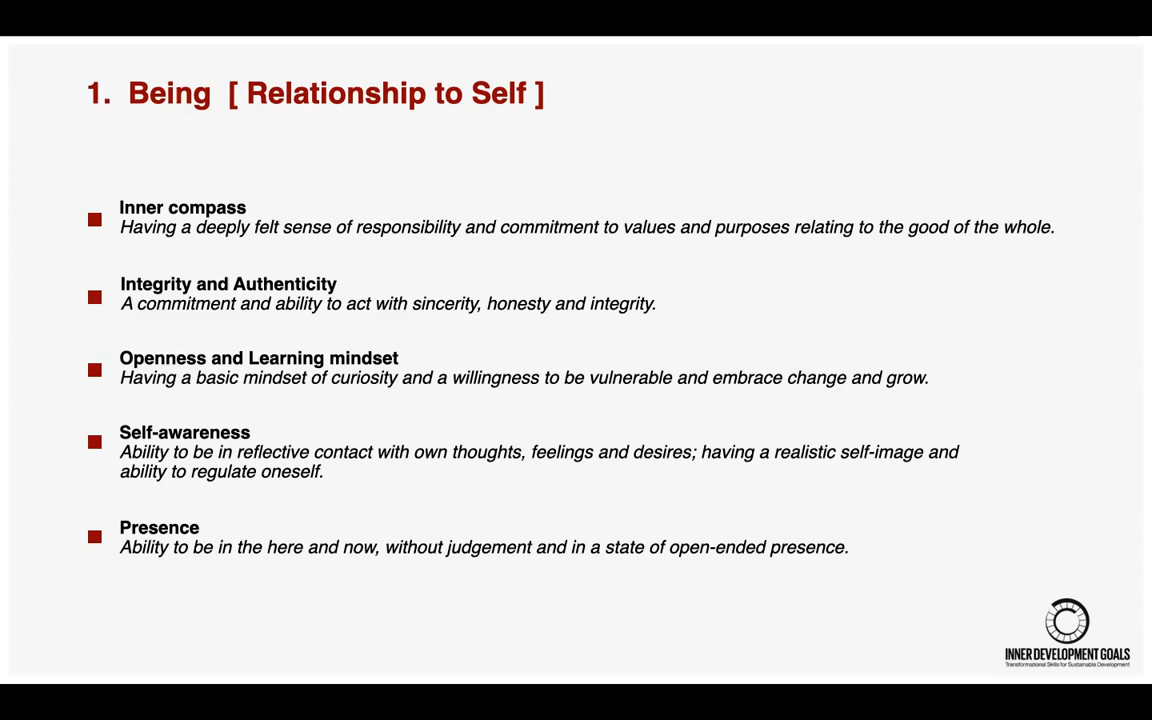 1. Being [ Relationship to Self ]
Inner compass
Having a deeply felt sense of responsibility and commitment to values and purposes relating to the good of the whole.
Integrity and Authenticity
A commitment and ability to act with sincerity, honesty and integrity.
Openness and Learning mindset
Having a basic mindset of curiosity and a willingness to be vulnerable and embrace change and grow.
Self-awareness
Ability to be in reflective contact with own thoughts, feelings and desires; having a realistic self-image and
ability to regulate oneself.
Presence
Ability to be in the here and now, without judgement and in a state of open-ended presence.
INNER DEVELOPMENT GOALS
Transformational Skills for Sustainable Development